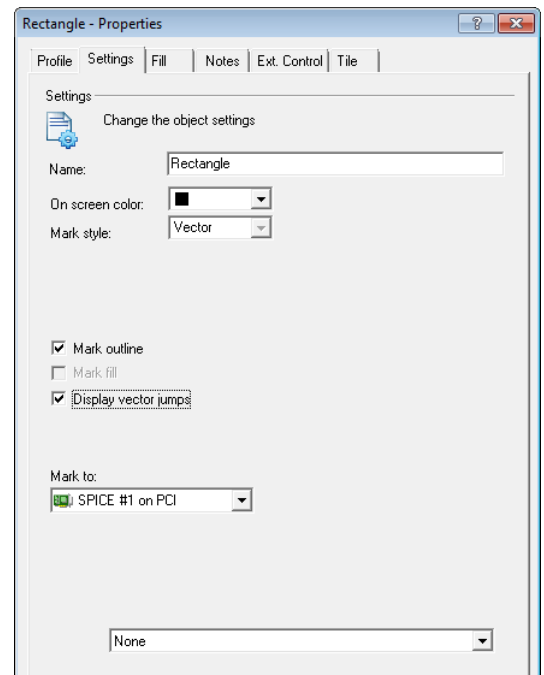 Rectangle - Properties
Profile Settings Fill Notes Ext. Control Tile
Settings
Change the object settings
Name: Rectangle
On screen color:
Mark style: Vector
Mark outline
Mark fill
Display vector jumps
Mark to:
SPICE #1 on PCI
None